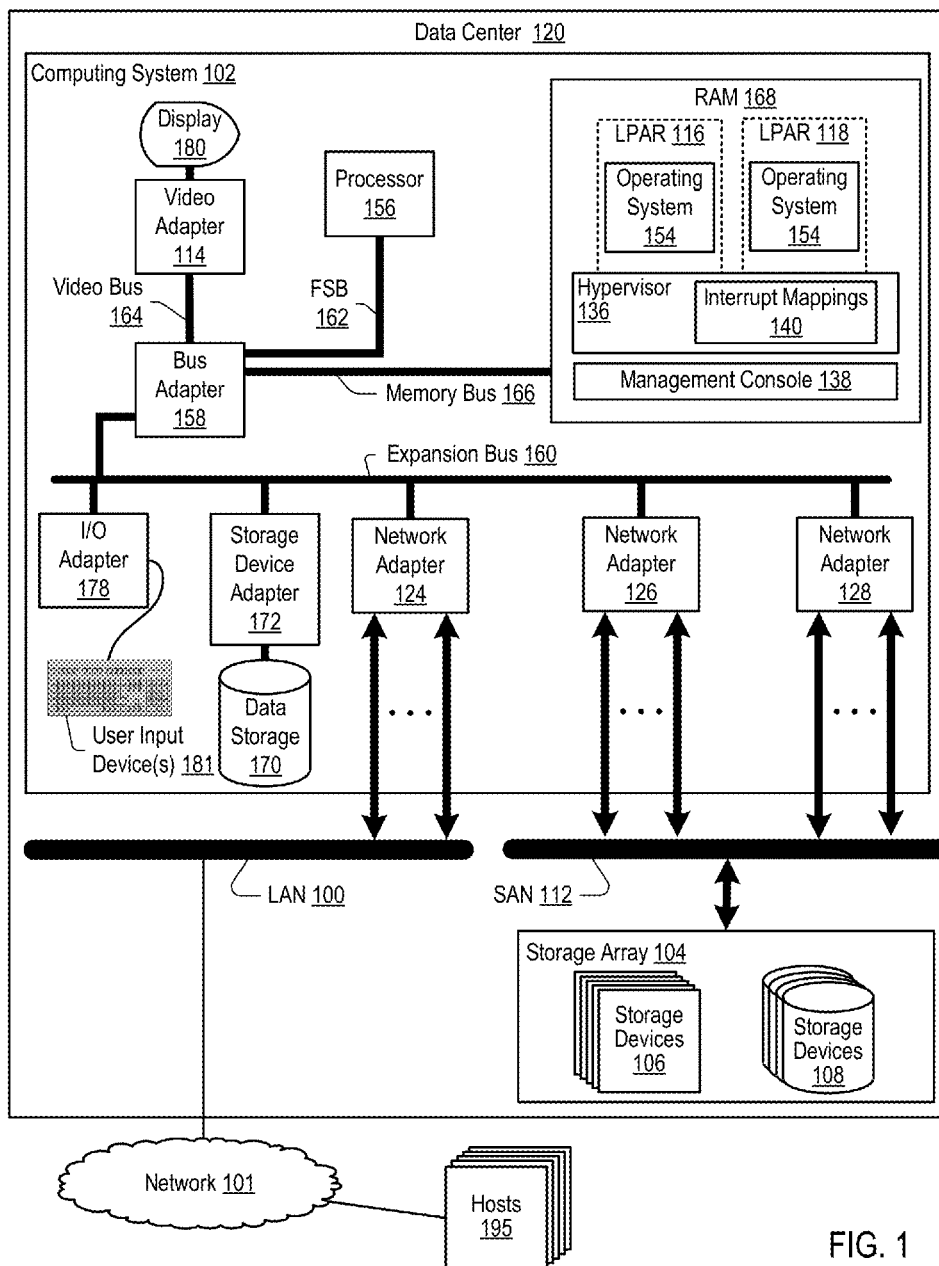 Data Center 120
Computing System 102
Display
180
Video
Adapter
114
Video Bus
164
Processor
156
FSB
162
Bus
Adapter
158
Memory Bus 166
RAM 168
LPAR 116
LPAR 118
Operating
System
154
Operating
System
154
Hypervisor
136
Interrupt Mappings
140
Management Console 138
Expansion Bus 160
I/O
Adapter
178
Storage
Device
Adapter
172
Network
Adapter
124
Network
Adapter
126
Network
Adapter
128
User Input
Device(s) 181
Data
Storage
170
. . .
. . .
. . .
LAN 100
SAN 112
Storage Array 104
Storage
Devices
106
Storage
Devices
108
Network 101
Hosts
195
FIG. 1